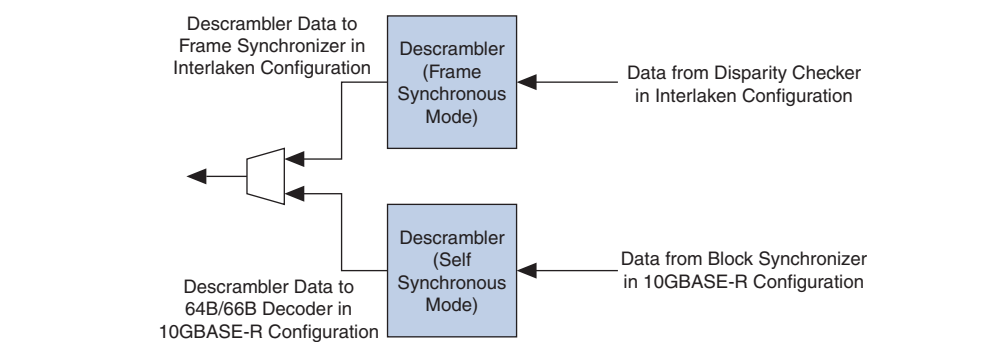 Descrambler Data to
Frame Synchronizer in
Interlaken Configuration
Descrambler
(Frame
Synchronous
Mode)
Data from Disparity Checker
in Interlaken Configuration
Descrambler
(Self
Synchronous
Mode)
Data from Block Synchronizer
in 10GBASE-R Configuration
Descrambler Data to
64B/66B Decoder in
10GBASE-R Configuration